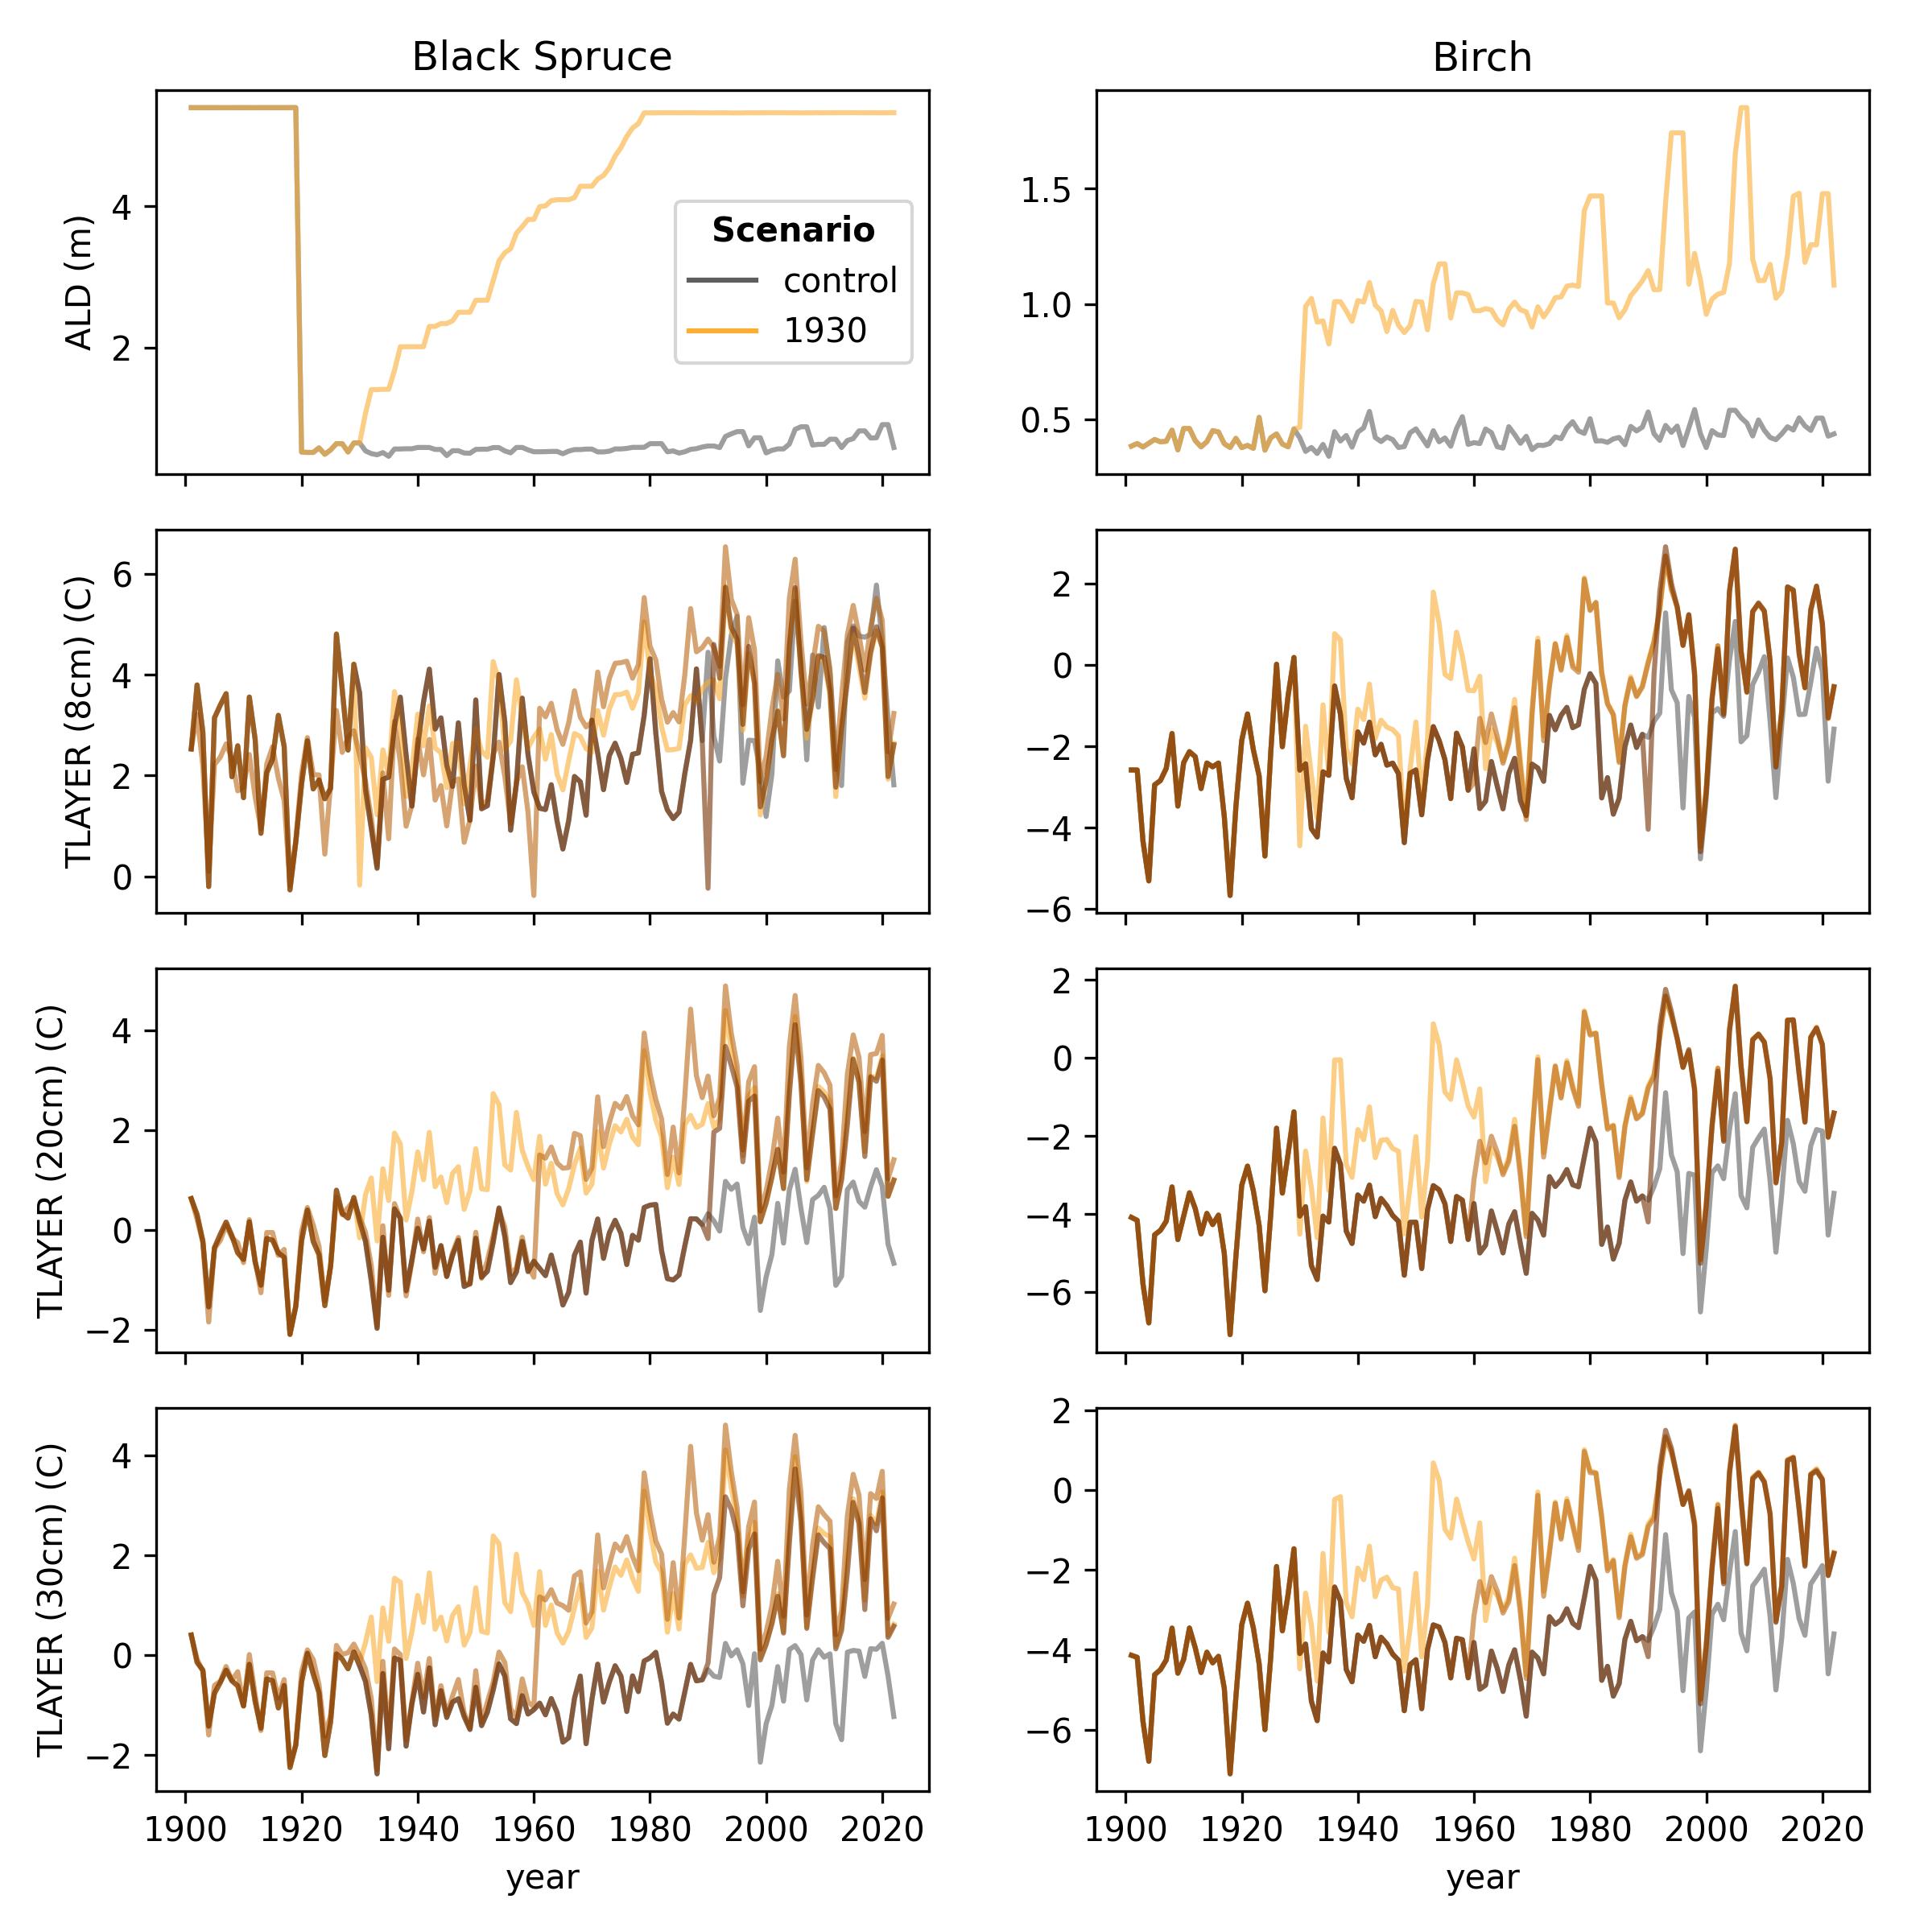 Black Spruce
Birch
ALD (m)
4
2
Scenario
control
1930
1.5
1.0
0.5
TLAYER (8cm) (C)
6
4
2
0
2
0
−2
−4
−6
TLAYER (20cm) (C)
4
2
0
−2
2
0
−2
−4
−6
TLAYER (30cm) (C)
4
2
0
−2
2
0
−2
−4
−6
1900 1920 1940 1960 1980 2000 2020
1900 1920 1940 1960 1980 2000 2020
year
year